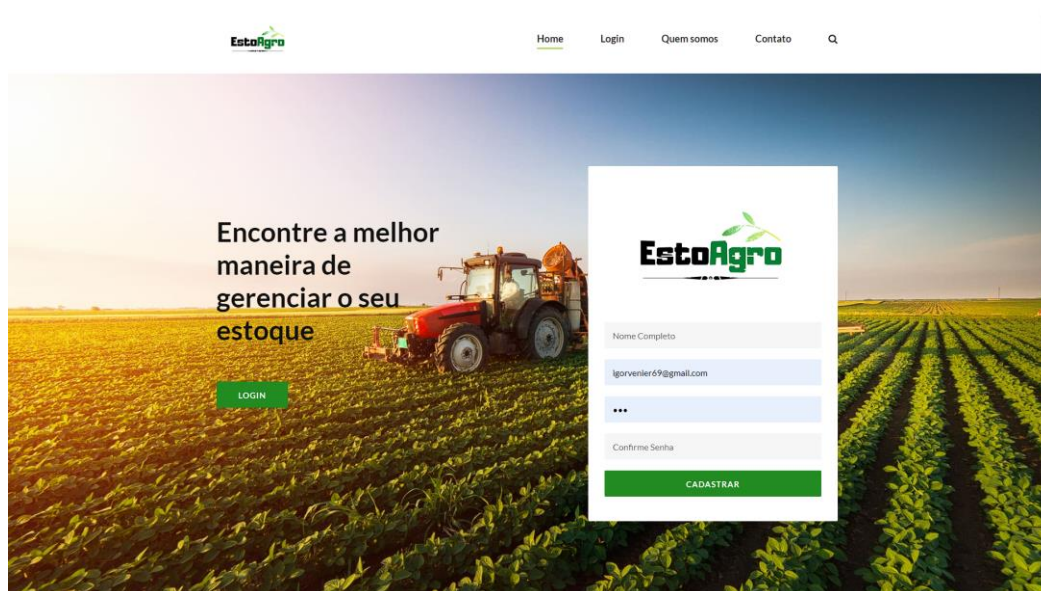 EstoAgro
Home Login Quem somos Contato
Encontre a melhor
maneira de
gerenciar o seu
estoque
LOGIN
EstoAgro
Nome Completo
igorvenier69@gmail.com
•••
Confirme Senha
CADASTRAR